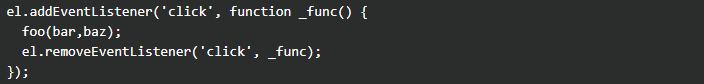 el.addEventListener('click', function _func() {
  foo(bar,baz);
  el.removeEventListener('click', _func);
});